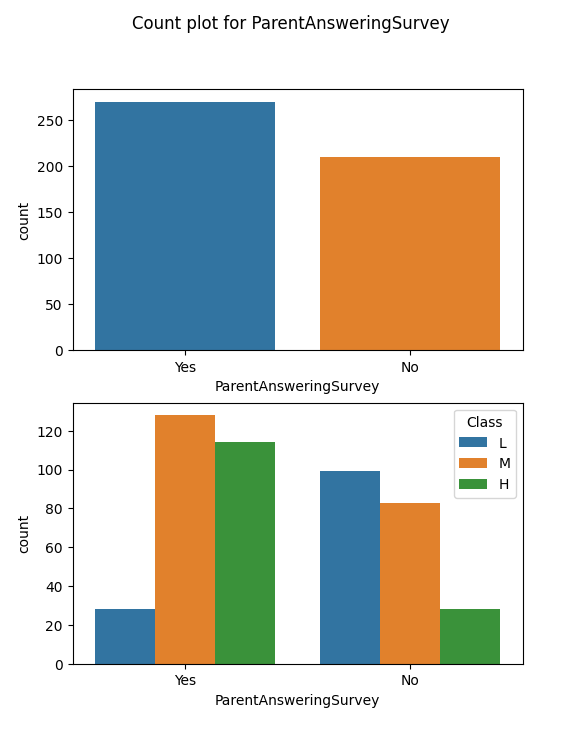 Count plot for ParentAnsweringSurvey
250
200
150
100
50
0
count
Yes
No
ParentAnsweringSurvey
120
100
80
60
40
20
0
count
Class
L
M
H
Yes
No
ParentAnsweringSurvey